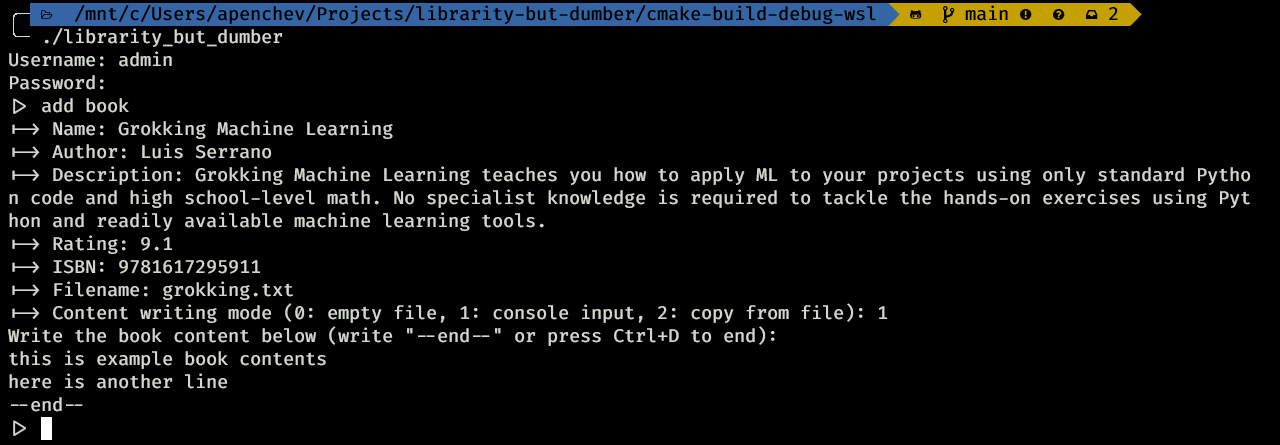 /mnt/c/Users/apenchev/Projects/librarity-but-dumber/cmake-build-debug-wsl main 2
./librarity_but_dumber
Username: admin
Password:
▷ add book
↦ Name: Grokking Machine Learning
↦ Author: Luis Serrano
↦ Description: Grokking Machine Learning teaches you how to apply ML to your projects using only standard Pytho
n code and high school-level math. No specialist knowledge is required to tackle the hands-on exercises using Pyt
hon and readily available machine learning tools.
↦ Rating: 9.1
↦ ISBN: 9781617295911
↦ Filename: grokking.txt
↦ Content writing mode (0: empty file, 1: console input, 2: copy from file): 1
Write the book content below (write "--end--" or press Ctrl+D to end):
this is example book contents
here is another line
--end--
▷